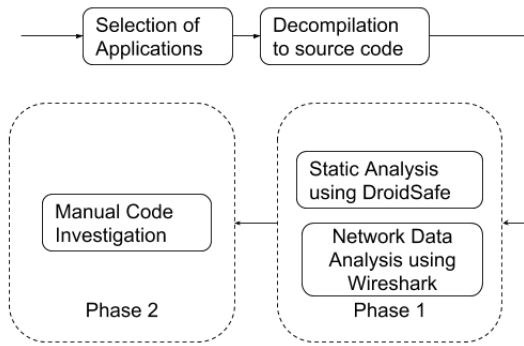 Selection of
Applications
Decompilation
to source code
Static Analysis
using DroidSafe
Network Data
Analysis using
Wireshark
Phase 1
Manual Code
Investigation
Phase 2